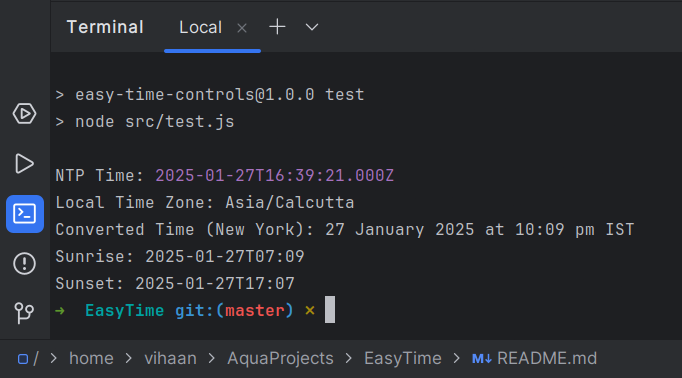 Terminal Local × + 
> easy-time-controls@1.0.0 test
> node src/test.js
NTP Time: 2025-01-27T16:39:21.000Z
Local Time Zone: Asia/Calcutta
Converted Time (New York): 27 January 2025 at 10:09 pm IST
Sunrise: 2025-01-27T07:09
Sunset: 2025-01-27T17:07
➜ EasyTime git:(master) ×
/ > home > vihaan > AquaProjects > EasyTime > M↓ README.md